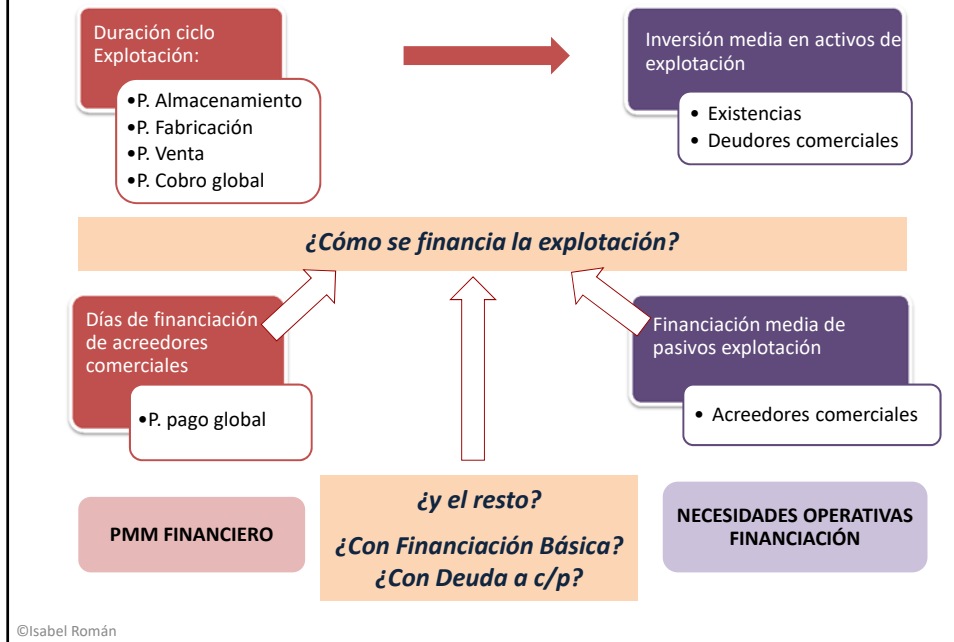 Duración ciclo
Explotación:
•P. Almacenamiento
•P. Fabricación
•P. Venta
•P. Cobro global
Inversión media en activos de
explotación
• Existencias
• Deudores comerciales
¿Cómo se financia la explotación?
Días de financiación
de acreedores
comerciales
•P. pago global
Financiación media de
pasivos explotación
• Acreedores comerciales
PMM FINANCIERO
¿y el resto?
¿Con Financiación Básica?
¿Con Deuda a c/p?
NECESIDADES OPERATIVAS
FINANCIACIÓN
©Isabel Román